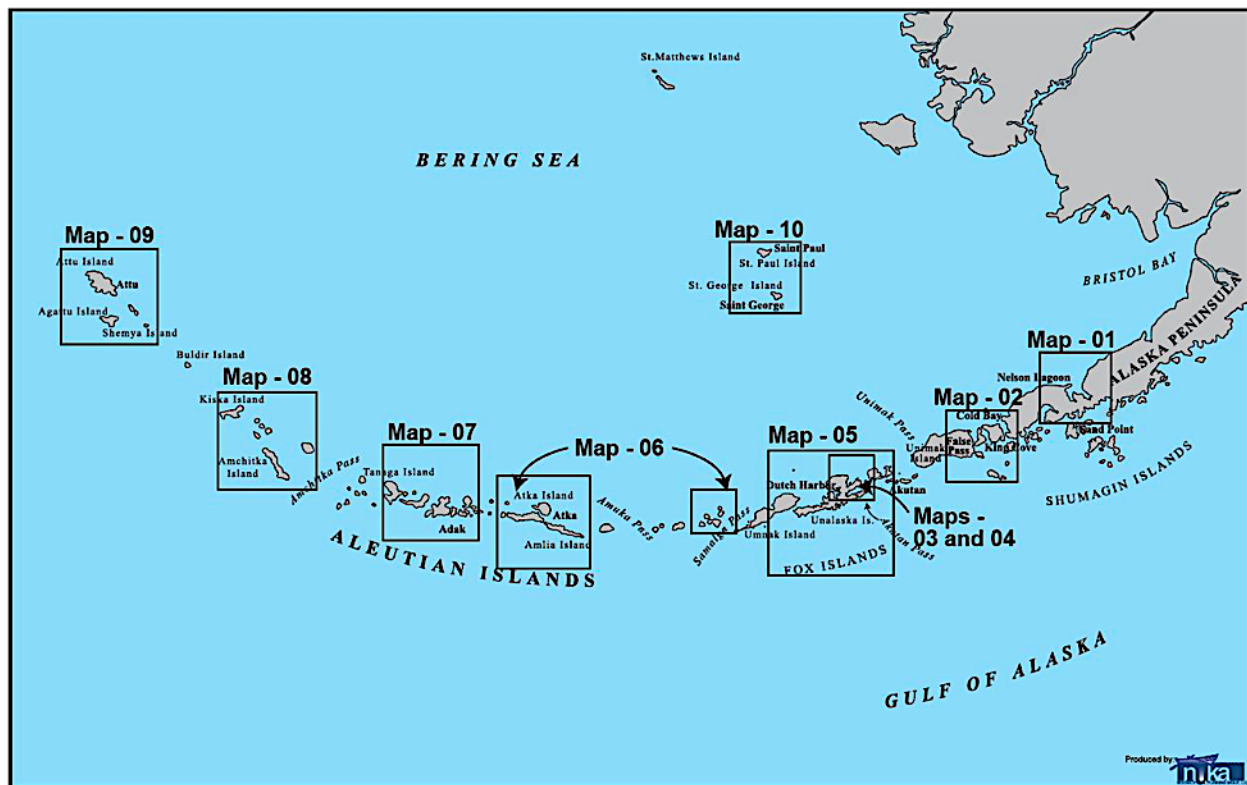 St.Matthews Island
BERING SEA
Map - 09
Attu Island
Attu
Agattu Island
Shemya Island
Buldir Island
Map - 10
Saint Paul
St. Paul Island
St. George Island
Saint George
BRISTOL BAY
ALASKA PENINSULA
Map - 01
Nelson Lagoon
Sand Point
SHUMAGIN ISLANDS
Map - 02
Cold Bay
False
Pass
King Cove
Unimak
Island
Unimak Pass
Map - 08
Kiska Island
Amchitka
Island
Amchitka Pass
Map - 07
Tanaga Island
Adak
Map - 06
Atka Island
Atka
Amlia Island
Amuka Pass
Samalka Pass
Map - 05
Dutch Harbor
Akutan
Unalaska Is.
Umnak Island
Akutan Pass
FOX ISLANDS
Maps -
03 and 04
ALEUTIAN ISLANDS
GULF OF ALASKA
Produced by:
nika